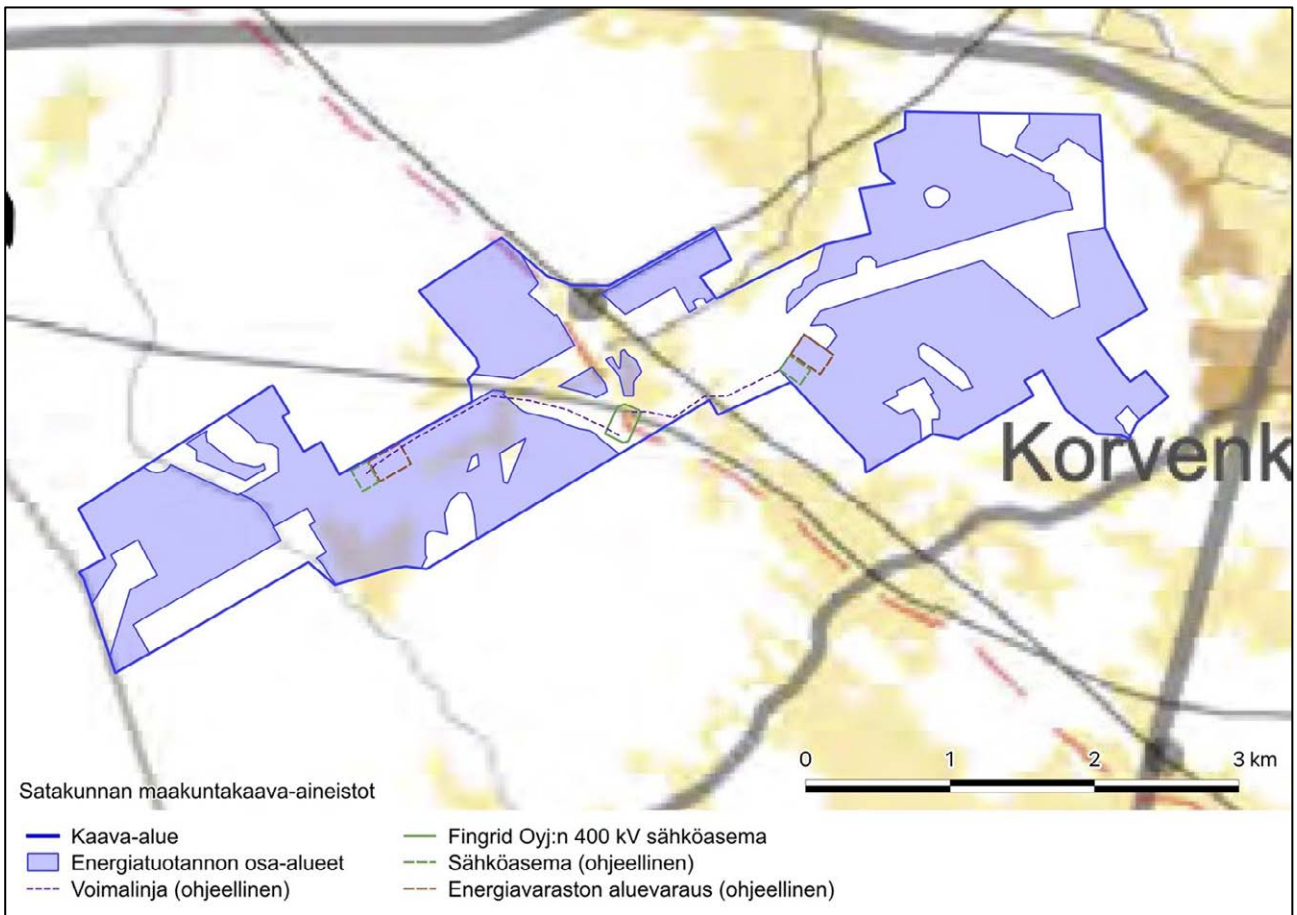 Korvenk
0 1 2 3 km
Satakunnan maakuntakaava-aineistot
Kaava-alue
Energiatuotannon osa-alueet
Voimalinja (ohjeellinen)
Fingrid Oyj:n 400 kV sähköasema
Sähköasema (ohjeellinen)
Energiavaraston aluevaraus (ohjeellinen)